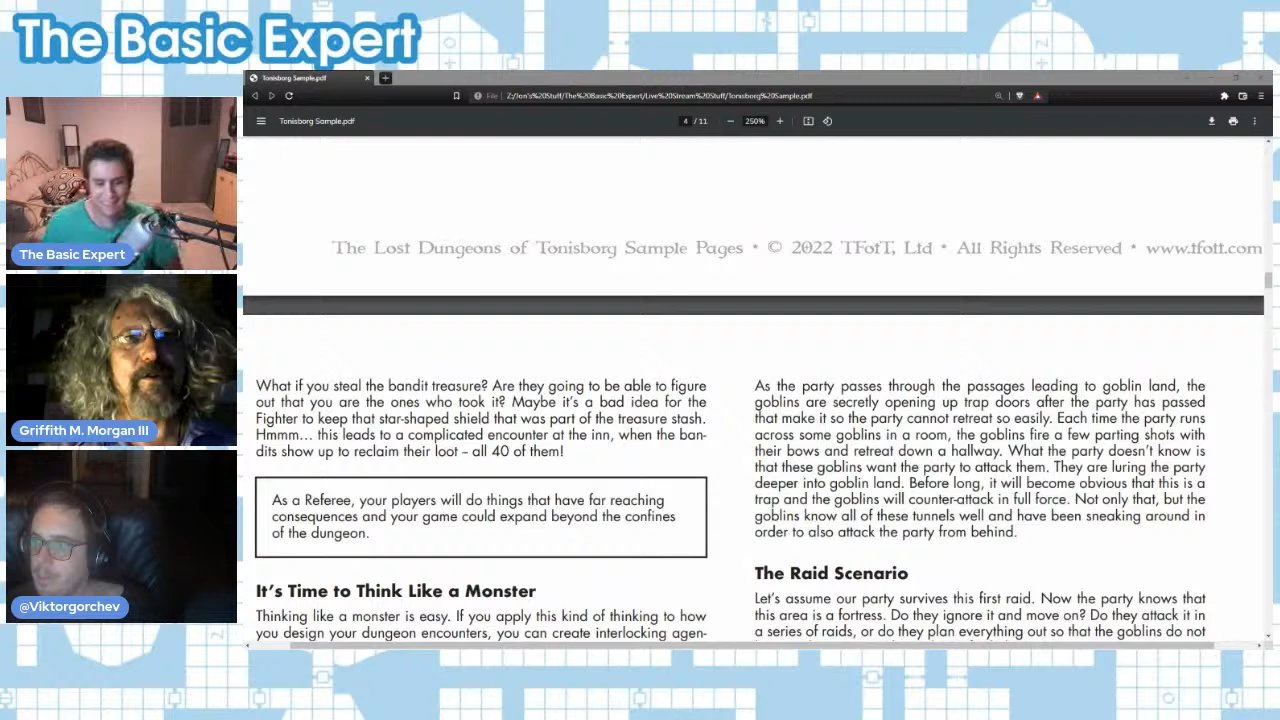 The Basic Expert
Tonisborg Sample.pdf
File
Z:/Jon's%20Stuff/The%20Basic%20Expert/Live%20Stream%20Stuff/Tonisborg%20Sample.pdf
Tonisborg Sample.pdf
4 / 11
250%
The Lost Dungeons of Tonisborg Sample Pages • © 2022 TFoTT, Ltd • All Rights Reserved • www.tfott.com
What if you steal the bandit treasure? Are they going to be able to figure
out that you are the ones who took it? Maybe it's a bad idea for the
Fighter to keep that star-shaped shield that was part of the treasure stash.
Hmmm… this leads to a complicated encounter at the inn, when the ban-
dits show up to reclaim their loot – all 40 of them!
As a Referee, your players will do things that have far reaching
consequences and your game could expand beyond the confines
of the dungeon.
It's Time to Think Like a Monster
Thinking like a monster is easy. If you apply this kind of thinking to how
you design your dungeon encounters, you can create interlocking agen-
As the party passes through the passages leading to goblin land, the
goblins are secretly opening up trap doors after the party has passed
that make it so the party cannot retreat so easily. Each time the party runs
across some goblins in a room, the goblins fire a few parting shots with
their bows and retreat down a hallway. What the party doesn't know is
that these goblins want the party to attack them. They are luring the party
deeper into goblin land. Before long, it will become obvious that this is a
trap and the goblins will counter-attack in full force. Not only that, but the
goblins know all of these tunnels well and have been sneaking around in
order to also attack the party from behind.
The Raid Scenario
Let's assume our party survives this first raid. Now the party knows that
this area is a fortress. Do they ignore it and move on? Do they attack it in
a series of raids, or do they plan everything out so that the goblins do not
The Basic Expert
Griffith M. Morgan III
@Viktorgorchev